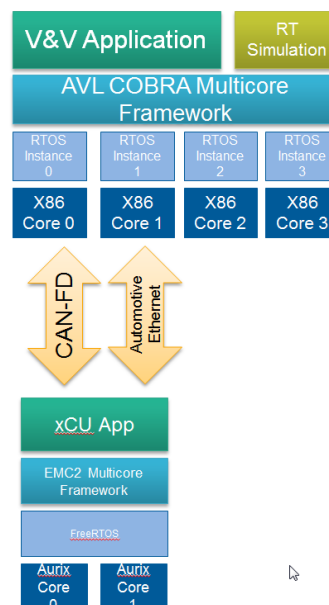 V&V Application
RT
Simulation
AVL COBRA Multicore
Framework
RTOS
Instance
0
RTOS
Instance
1
RTOS
Instance
2
RTOS
Instance
3
X86
Core 0
X86
Core 1
X86
Core 2
X86
Core 3
CAN-FD
Automotive
Ethernet
xCU App
EMC2 Multicore
Framework
FreeRTOS
Aurix
Core
0
Aurix
Core
1